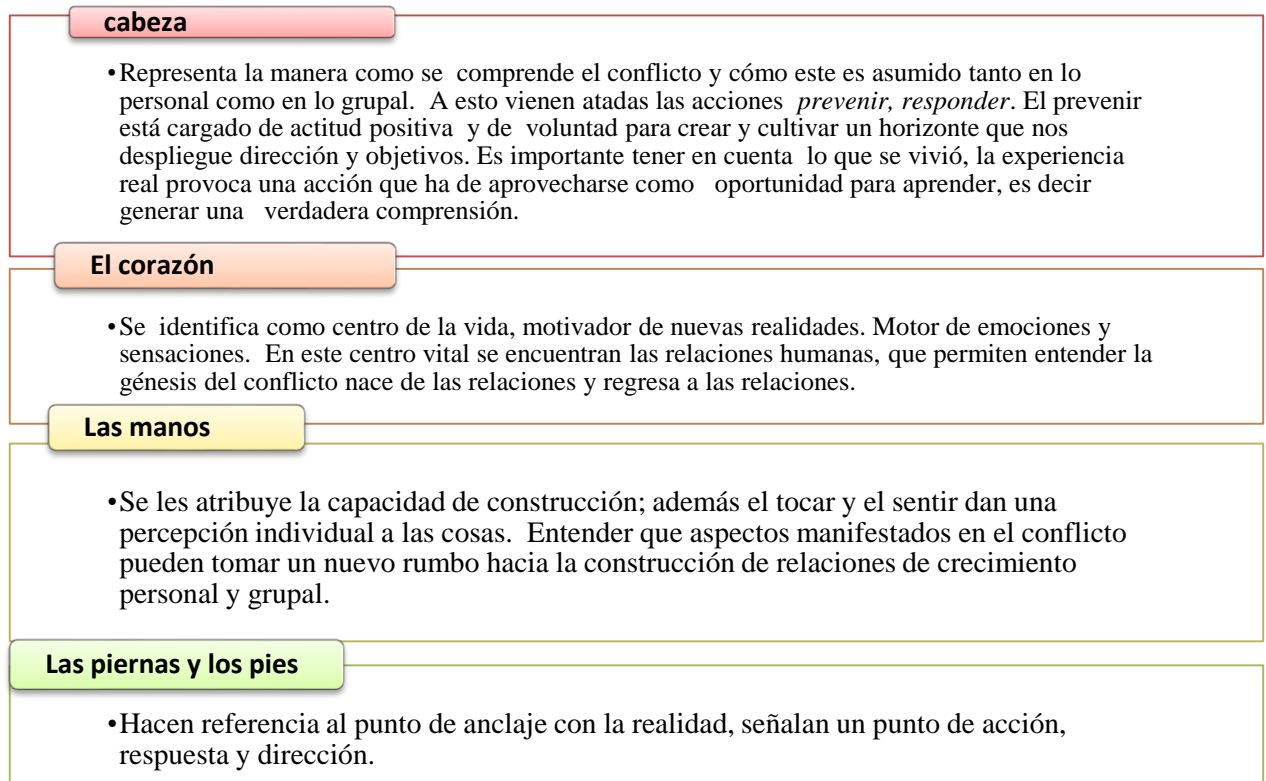 cabeza
•Representa la manera como se comprende el conflicto y cómo este es asumido tanto en lo
personal como en lo grupal. A esto vienen atadas las acciones prevenir, responder. El prevenir
está cargado de actitud positiva y de voluntad para crear y cultivar un horizonte que nos
despliegue dirección y objetivos. Es importante tener en cuenta lo que se vivió, la experiencia
real provoca una acción que ha de aprovecharse como oportunidad para aprender, es decir
generar una verdadera comprensión.
El corazón
•Se identifica como centro de la vida, motivador de nuevas realidades. Motor de emociones y
sensaciones. En este centro vital se encuentran las relaciones humanas, que permiten entender la
génesis del conflicto nace de las relaciones y regresa a las relaciones.
Las manos
•Se les atribuye la capacidad de construcción; además el tocar y el sentir dan una
percepción individual a las cosas. Entender que aspectos manifestados en el conflicto
pueden tomar un nuevo rumbo hacia la construcción de relaciones de crecimiento
personal y grupal.
Las piernas y los pies
•Hacen referencia al punto de anclaje con la realidad, señalan un punto de acción,
respuesta y dirección.